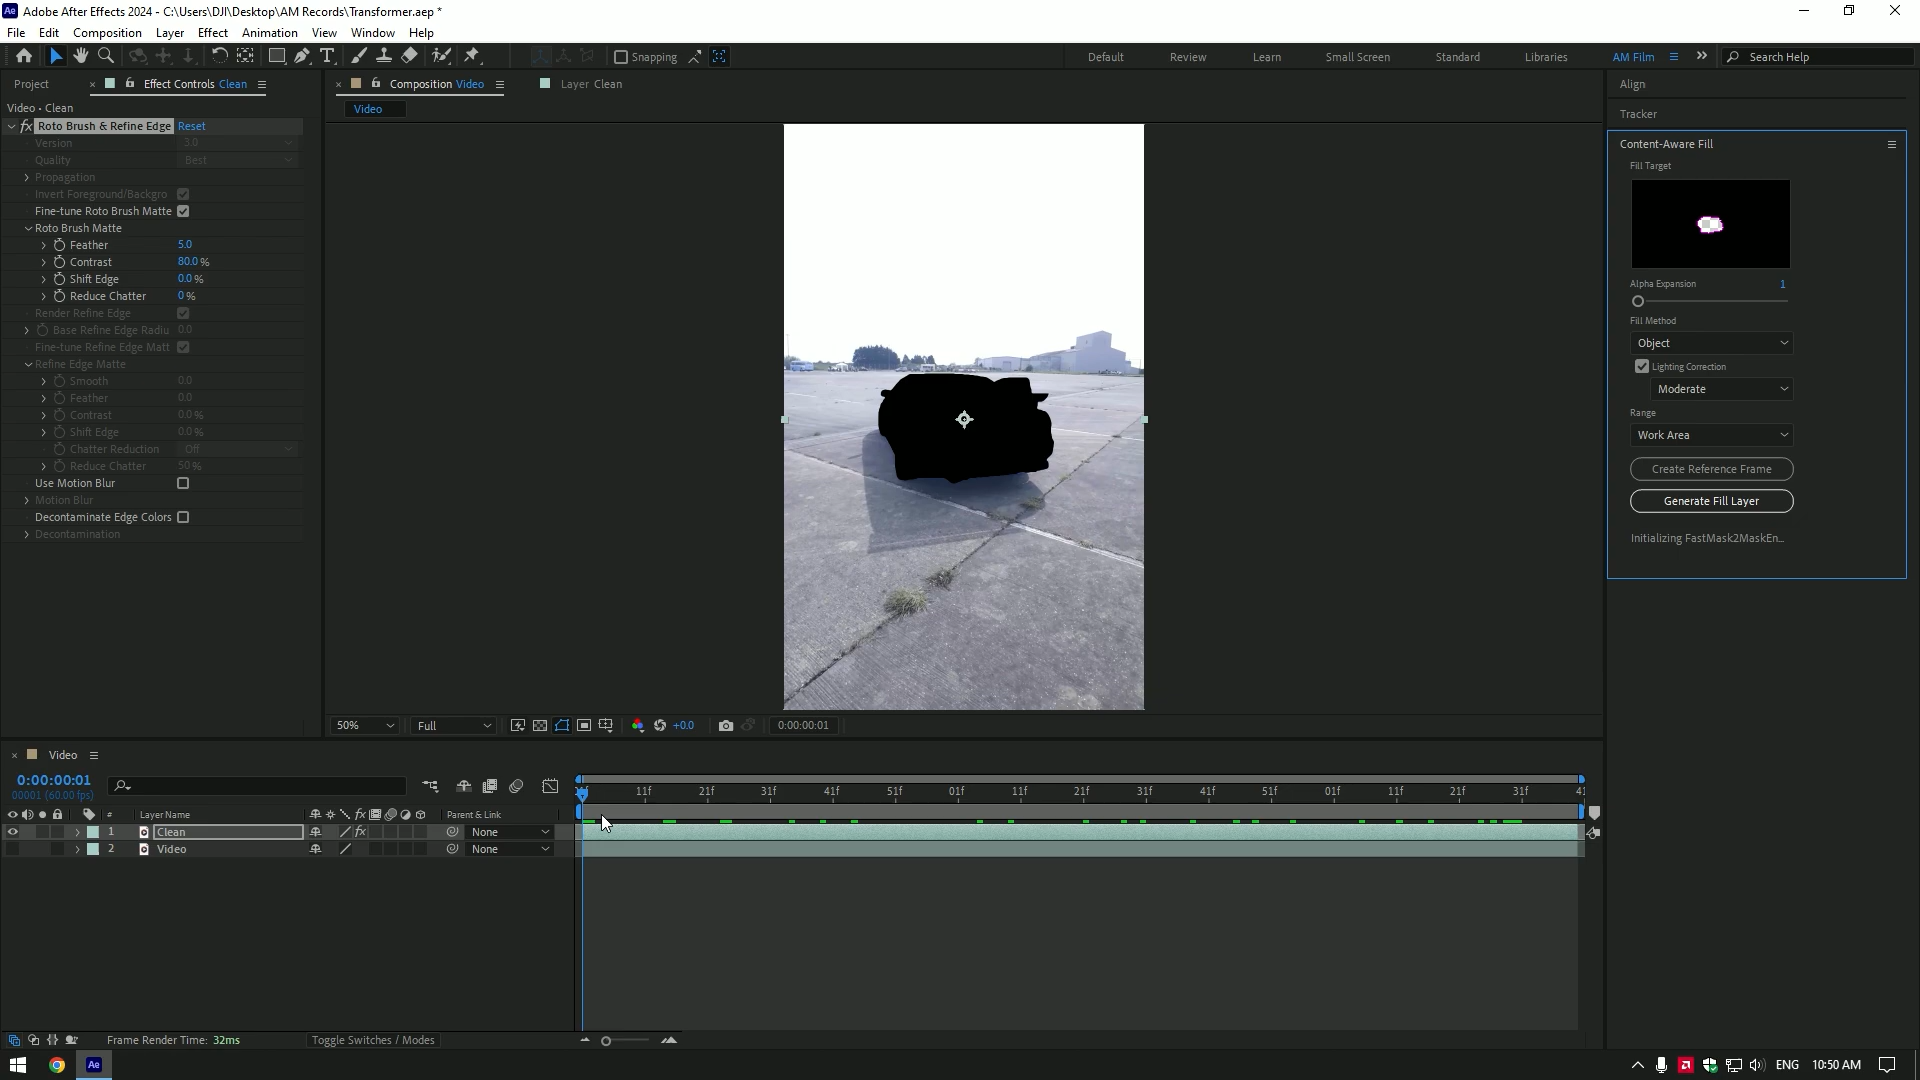 Adobe After Effects 2024 - C:\Users\DJI\Desktop\AM Records\Transformer.aep *
File Edit Composition Layer Effect Animation View Window Help
Snapping
Default Review Learn Small Screen Standard Libraries AM Film Search Help
Project Effect Controls Clean
Composition Video Layer Clean
Align
Video • Clean
Video
Tracker
fx Roto Brush & Refine Edge Reset
Version 3.0
Quality Best
Propagation
Invert Foreground/Backgro
Fine-tune Roto Brush Matte
Roto Brush Matte
Feather 5.0
Contrast 80.0 %
Shift Edge 0.0 %
Reduce Chatter 0 %
Render Refine Edge
Base Refine Edge Radiu 0.0
Fine-tune Refine Edge Matt
Refine Edge Matte
Smooth 0.0
Feather 0.0
Contrast 0.0 %
Shift Edge 0.0 %
Chatter Reduction Off
Reduce Chatter 50 %
Use Motion Blur
Motion Blur
Decontaminate Edge Colors
Decontamination
Content-Aware Fill
Fill Target
Alpha Expansion 1
Fill Method
Object
Lighting Correction
Moderate
Range
Work Area
Create Reference Frame
Generate Fill Layer
Initializing FastMask2MaskEn...
50% Full +0.0 0:00:00:01
Video
0:00:00:01
00001 (60.00 fps)
11f 21f 31f 41f 51f 01f 11f 21f 31f 41f 51f 01f 11f 21f 31f 41
# Layer Name fx Parent & Link
1 Clean fx None
2 Video None
Frame Render Time: 32ms Toggle Switches / Modes
Ae ENG 10:50 AM